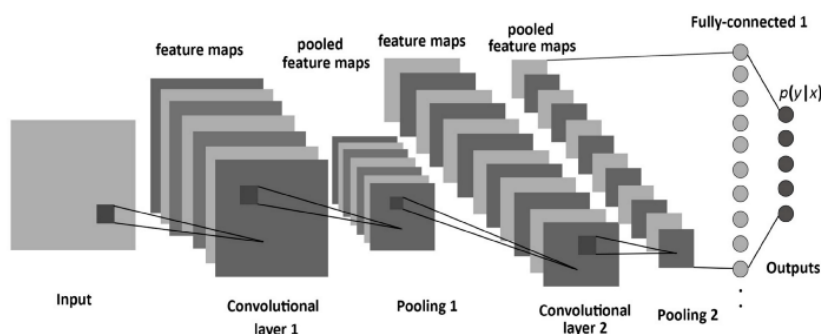 Fully-connected 1
feature maps
pooled
feature maps
feature maps
pooled
feature maps
p(y|x)
Input
Convolutional
layer 1
Pooling 1
Convolutional
layer 2
Pooling 2
Outputs